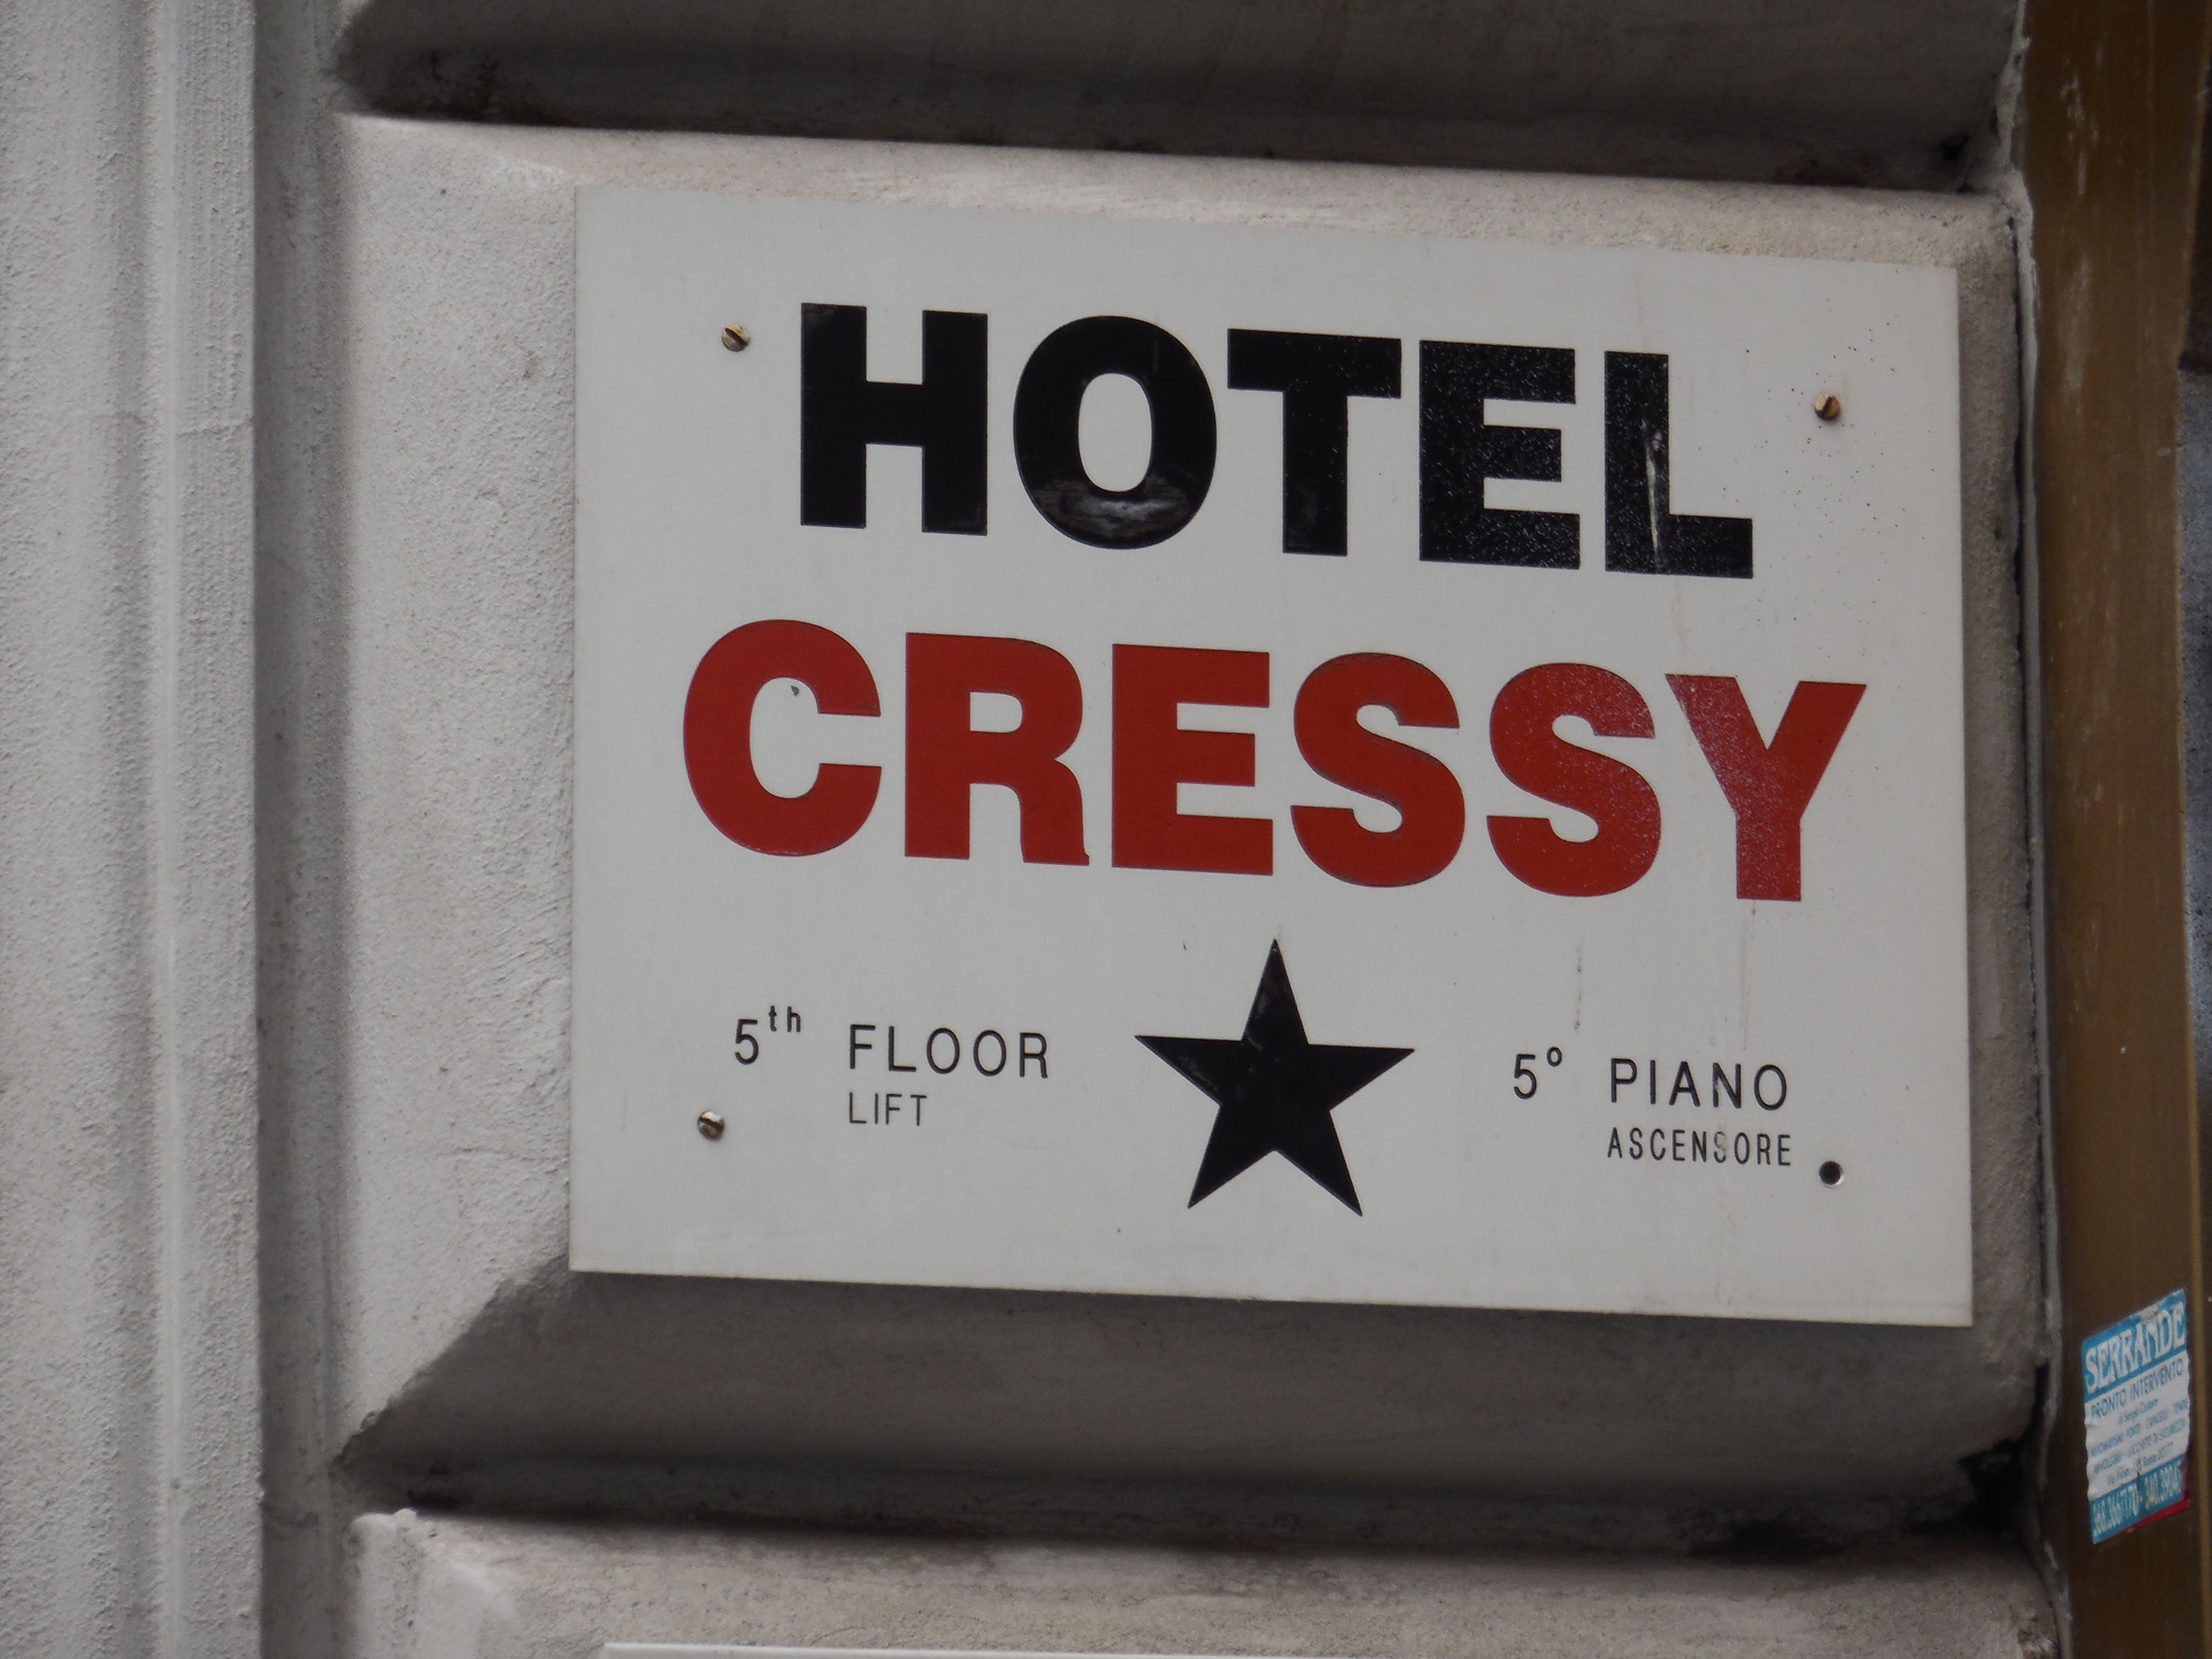 HOTEL
CRESSY
5th FLOOR
LIFT
5° PIANO
ASCENSORE
SERRANDE
PRONTO INTERVENTO